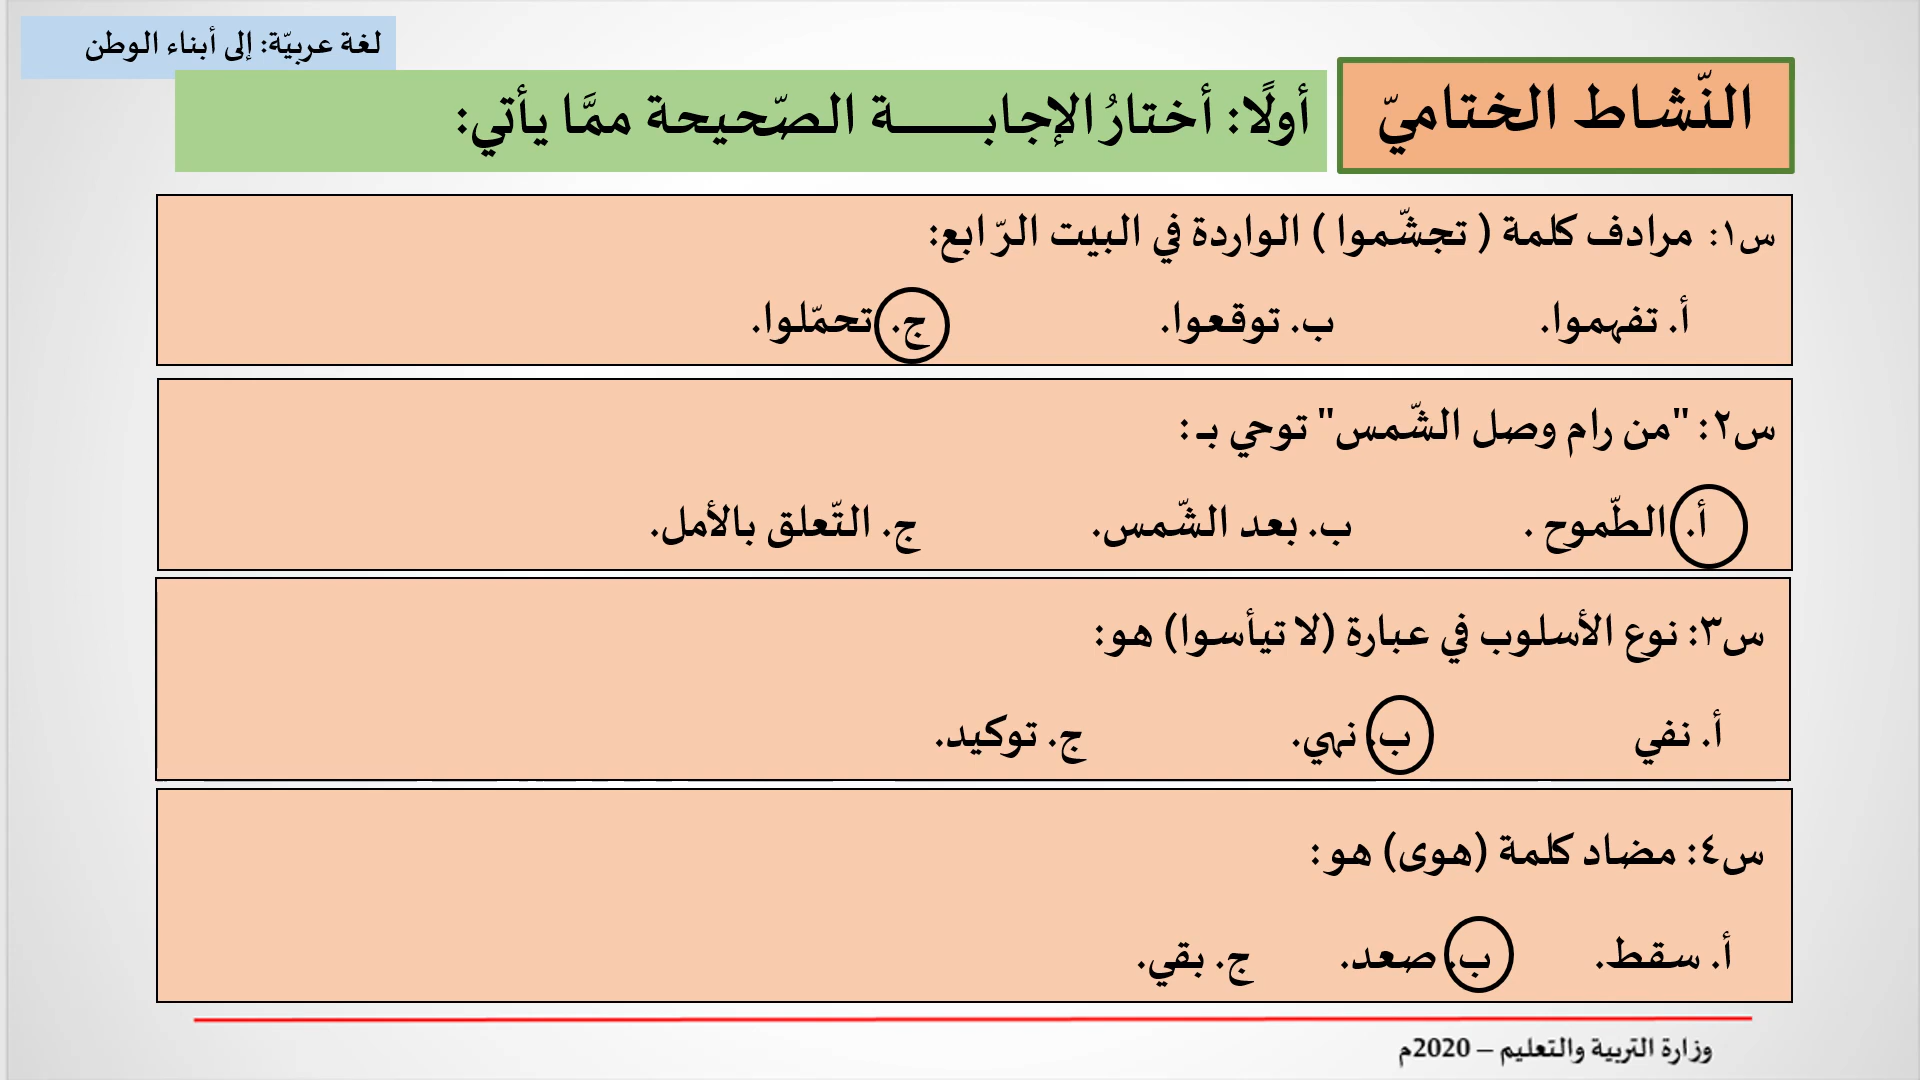 لغة عربيّة: إلى أبناء الوطن
النّشاط الختاميّ
أولًا: أختارُ الإجابـــــــة الصّحيحة ممَّا يأتي:
س١: مرادف كلمة ( تجشّموا ) الواردة في البيت الرّابع:
أ. تفهموا. ب. توقعوا. ج. تحمّلوا.
س٢: "من رام وصل الشّمس" توحي بـ :
أ. الطّموح . ب. بعد الشّمس. ج. التّعلق بالأمل.
س٣: نوع الأسلوب في عبارة (لا تيأسوا) هو:
أ. نفي ب. نهي. ج. توكيد.
س٤: مضاد كلمة (هوى) هو:
أ. سقط. ب. صعد. ج. بقي.
وزارة التربية والتعليم – 2020م